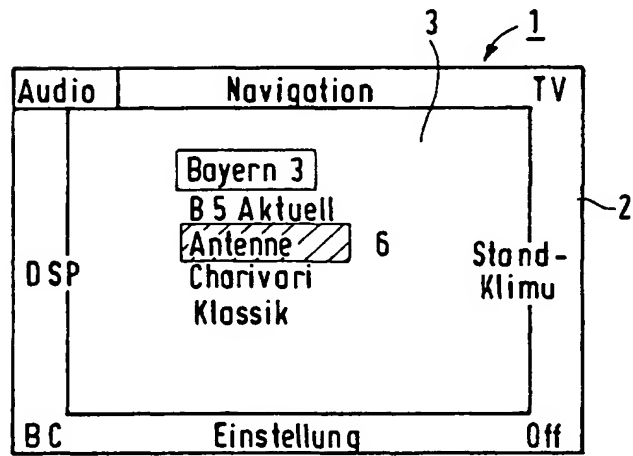 3
1
Audio Navigation TV
Bayern 3
B5 Aktuell
2
Antenne 6
DSP
Stand-
Klimu
Charivari
Klassik
BC Einstellung Off